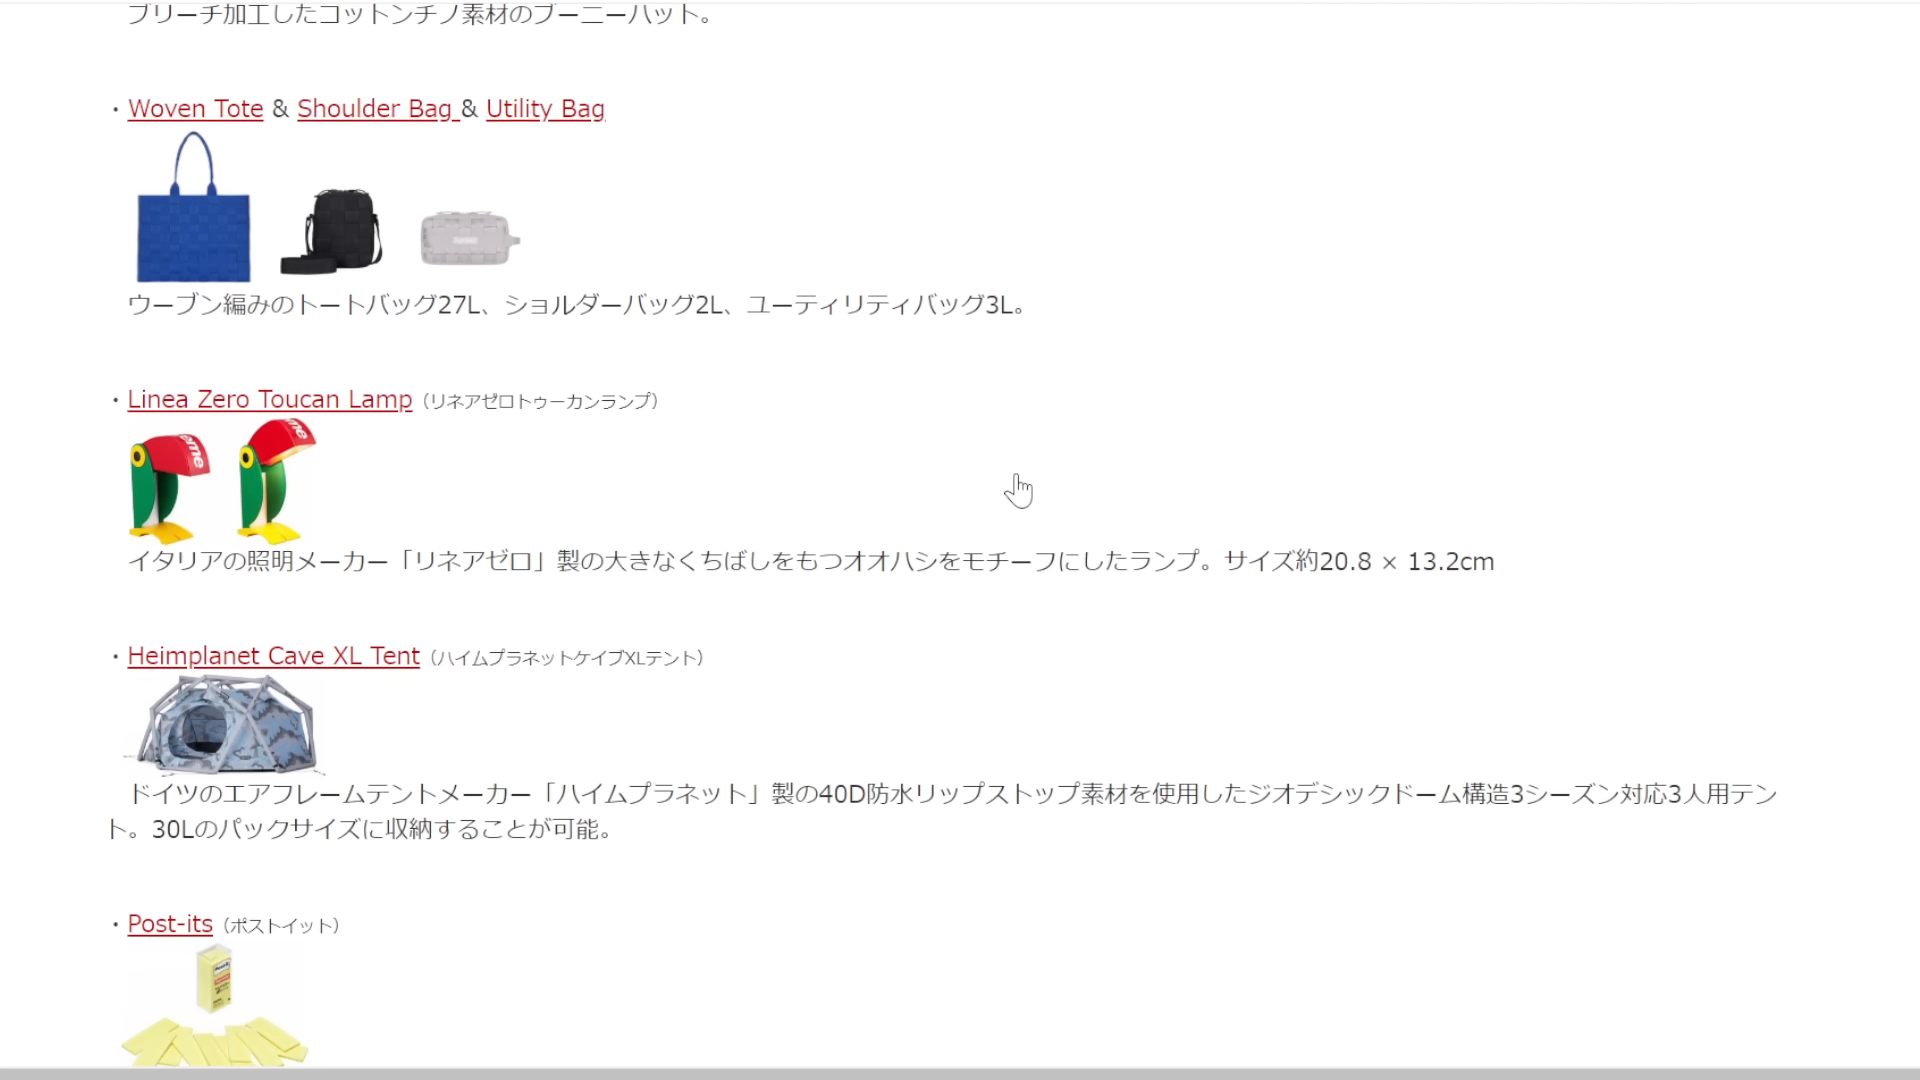 ブリーチ加工したコットンチノ素材のブーニーハット。
・Woven Tote & Shoulder Bag & Utility Bag
ウーブン編みのトートバッグ27L、ショルダーバッグ2L、ユーティリティバッグ3L。
・Linea Zero Toucan Lamp（リネアゼロトゥーカンランプ）
eme
eme
イタリアの照明メーカー「リネアゼロ」製の大きなくちばしをもつオオハシをモチーフにしたランプ。サイズ約20.8 × 13.2cm
・Heimplanet Cave XL Tent（ハイムプラネットケイブXLテント）
ドイツのエアフレームテントメーカー「ハイムプラネット」製の40D防水リップストップ素材を使用したジオデシックドーム構造3シーズン対応3人用テン
ト。30Lのパックサイズに収納することが可能。
・Post-its（ポストイット）